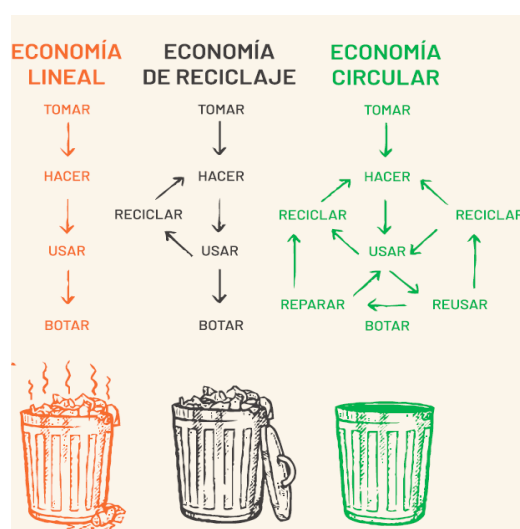 ECONOMÍA
LINEAL
TOMAR
HACER
USAR
BOTAR
ECONOMÍA
DE RECICLAJE
TOMAR
HACER
RECICLAR
USAR
BOTAR
ECONOMÍA
CIRCULAR
TOMAR
HACER
RECICLAR
RECICLAR
USAR
REPARAR
REUSAR
BOTAR